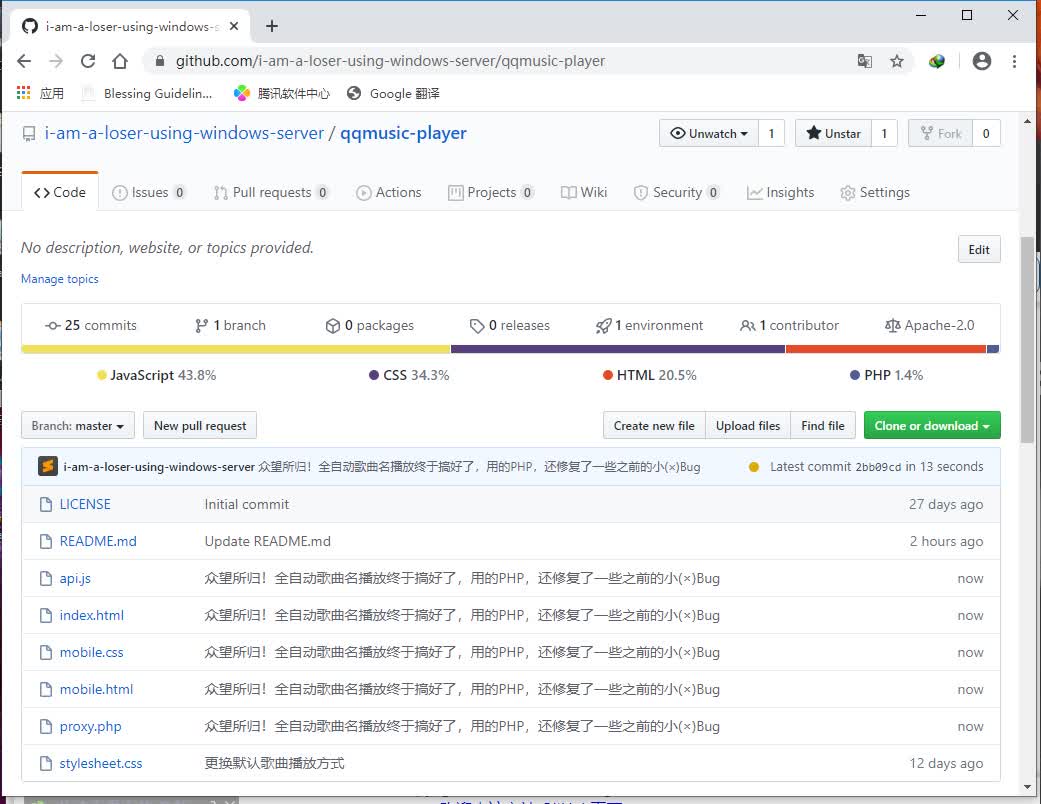 i-am-a-loser-using-windows-s
github.com/i-am-a-loser-using-windows-server/qqmusic-player
应用 Blessing Guidelin... 腾讯软件中心 Google 翻译
i-am-a-loser-using-windows-server / qqmusic-player Unwatch 1 Unstar 1 Fork 0
Code Issues 0 Pull requests 0 Actions Projects 0 Wiki Security 0 Insights Settings
No description, website, or topics provided. Edit
Manage topics
25 commits 1 branch 0 packages 0 releases 1 environment 1 contributor Apache-2.0
JavaScript 43.8% CSS 34.3% HTML 20.5% PHP 1.4%
Branch: master New pull request Create new file Upload files Find file Clone or download
i-am-a-loser-using-windows-server 众望所归！全自动歌曲名播放终于搞好了，用的PHP，还修复了一些之前的小(×)Bug Latest commit 2bb09cd in 13 seconds
LICENSE Initial commit 27 days ago
README.md Update README.md 2 hours ago
api.js 众望所归！全自动歌曲名播放终于搞好了，用的PHP，还修复了一些之前的小(×)Bug now
index.html 众望所归！全自动歌曲名播放终于搞好了，用的PHP，还修复了一些之前的小(×)Bug now
mobile.css 众望所归！全自动歌曲名播放终于搞好了，用的PHP，还修复了一些之前的小(×)Bug now
mobile.html 众望所归！全自动歌曲名播放终于搞好了，用的PHP，还修复了一些之前的小(×)Bug now
proxy.php 众望所归！全自动歌曲名播放终于搞好了，用的PHP，还修复了一些之前的小(×)Bug now
stylesheet.css 更换默认歌曲播放方式 12 days ago